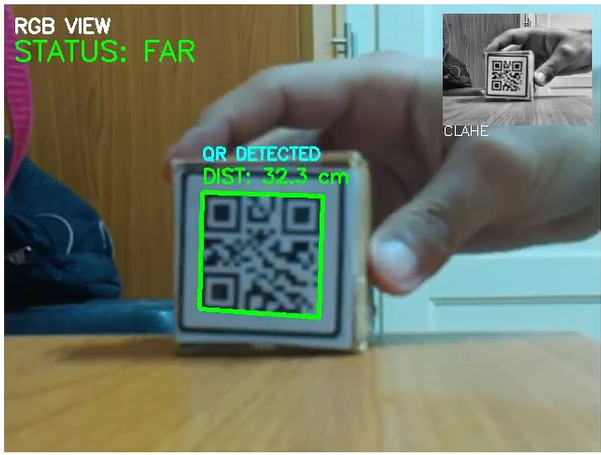 RGB VIEW
STATUS: FAR
CLAHE
QR DETECTED
DIST: 32.3 cm